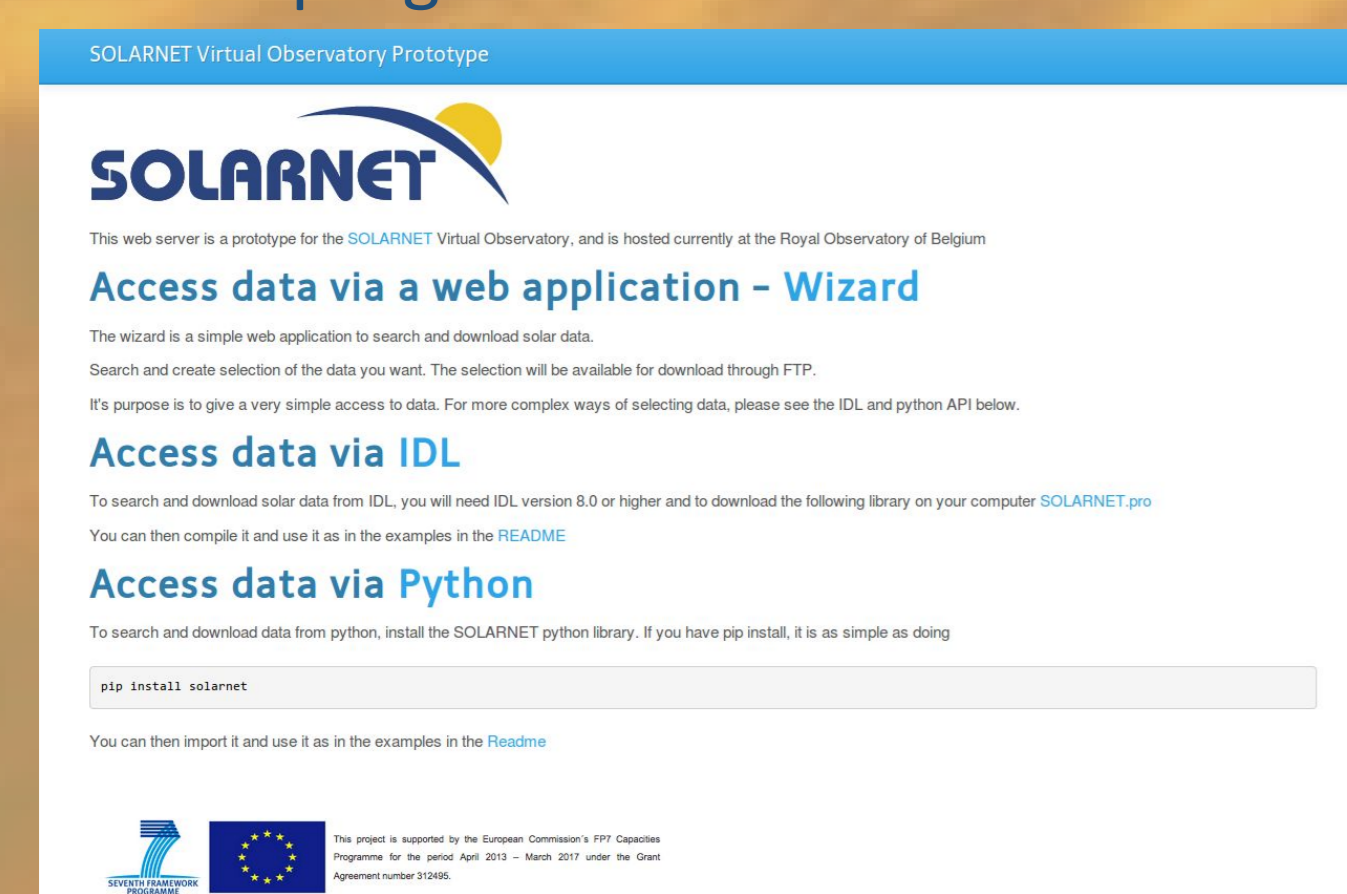 SOLARNET Virtual Observatory Prototype
SOLARNET
This web server is a prototype for the SOLARNET Virtual Observatory, and is hosted currently at the Royal Observatory of Belgium
Access data via a web application - Wizard
The wizard is a simple web application to search and download solar data.
Search and create selection of the data you want. The selection will be available for download through FTP.
It's purpose is to give a very simple access to data. For more complex ways of selecting data, please see the IDL and python API below.
Access data via IDL
To search and download solar data from IDL, you will need IDL version 8.0 or higher and to download the following library on your computer SOLARNET.pro
You can then compile it and use it as in the examples in the README
Access data via Python
To search and download data from python, install the SOLARNET python library. If you have pip install, it is as simple as doing
pip install solarnet
You can then import it and use it as in the examples in the Readme
7
SEVENTH FRAMEWORK
PROGRAMME
This project is supported by the European Commission´s FP7 Capacities
Programme for the period April 2013 – March 2017 under the Grant
Agreement number 312495.